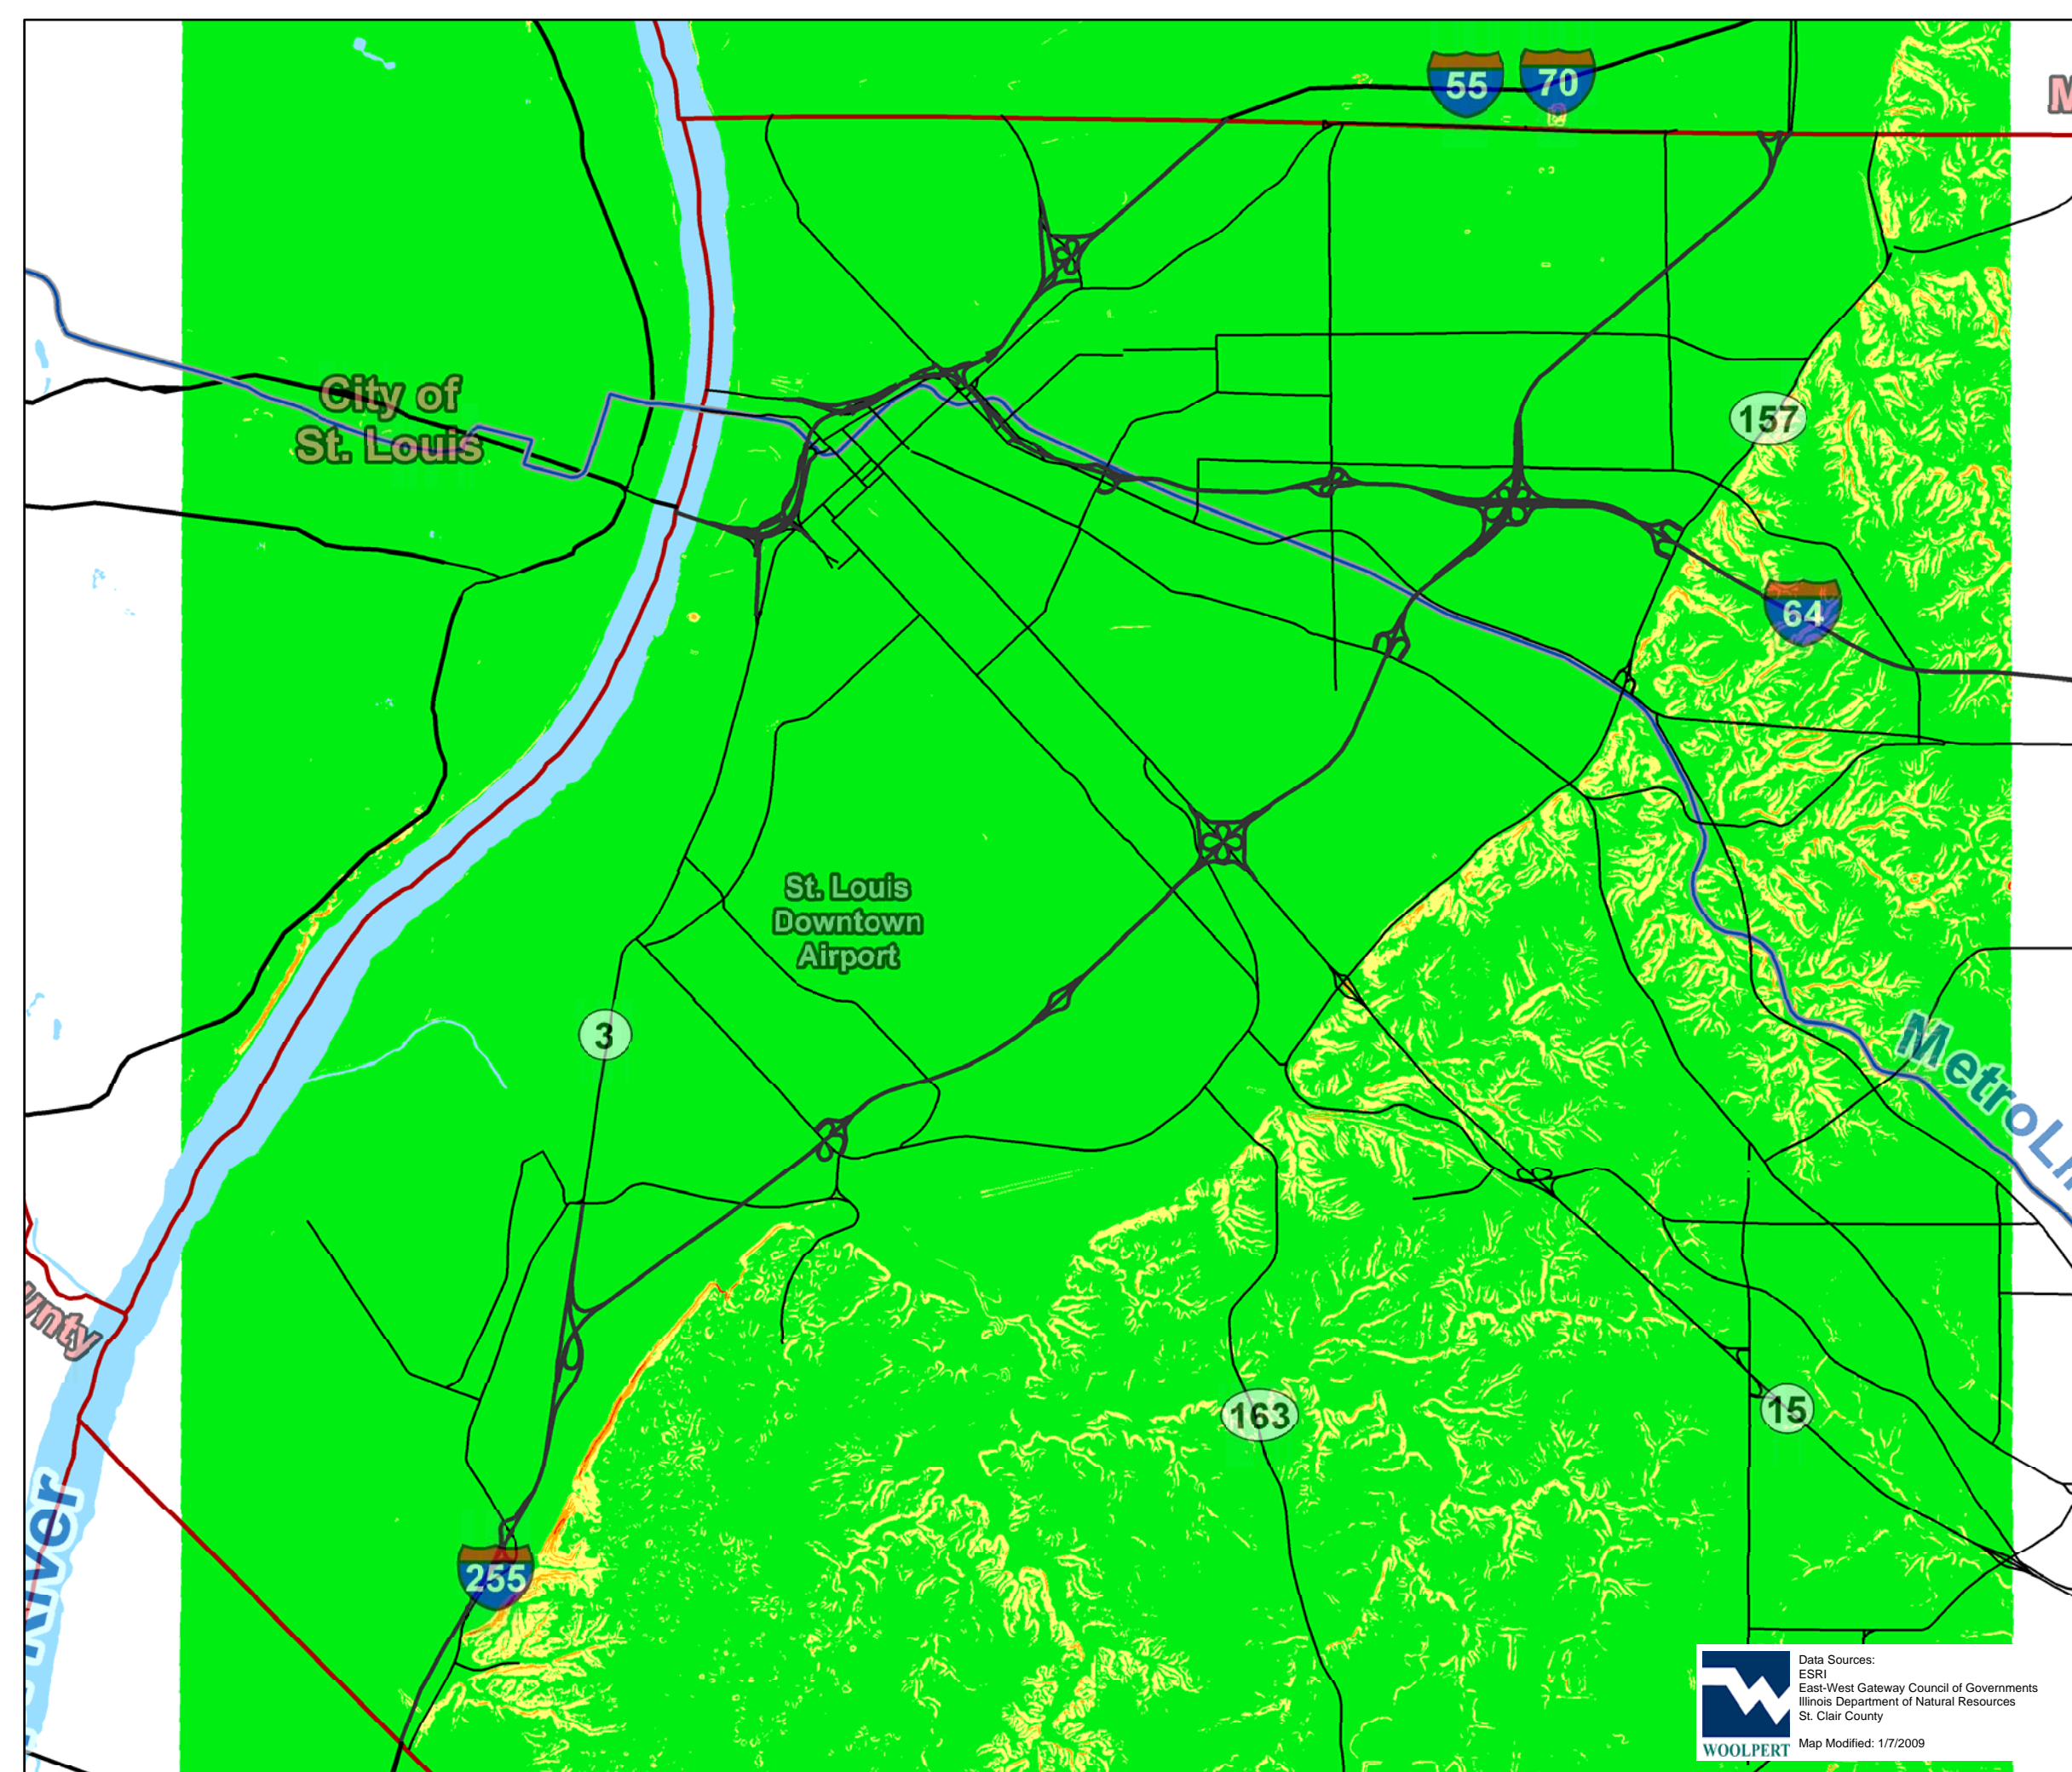 55
70
M
City of
St. Louis
157
64
St. Louis
Downtown
Airport
3
MetroLi
unty
163
15
River
255
Data Sources:
ESRI
East-West Gateway Council of Governments
Illinois Department of Natural Resources
St. Clair County
Map Modified: 1/7/2009
WOOLPERT